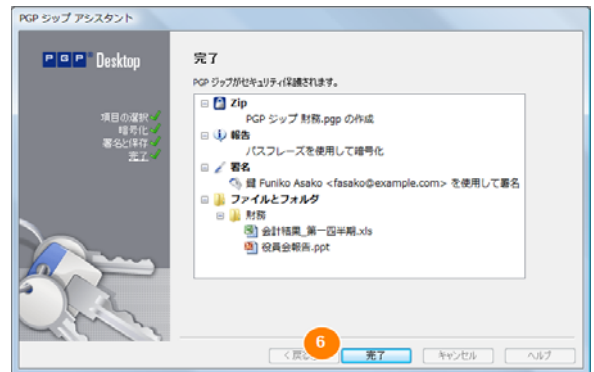 PGP ジップ アシスタント
PGP Desktop
項目の選択
暗号化
署名と保存
完了
完了
PGP ジップがセキュリティ保護されます。
Zip
PGP ジップ 財務.pgp の作成
報告
パスフレーズを使用して暗号化
署名
鍵 Funiko Asako <fasako@example.com> を使用して署名
ファイルとフォルダ
財務
会計結果_第一四半期.xls
役員会報告.ppt
6
< 戻
完了
キャンセル
ヘルプ